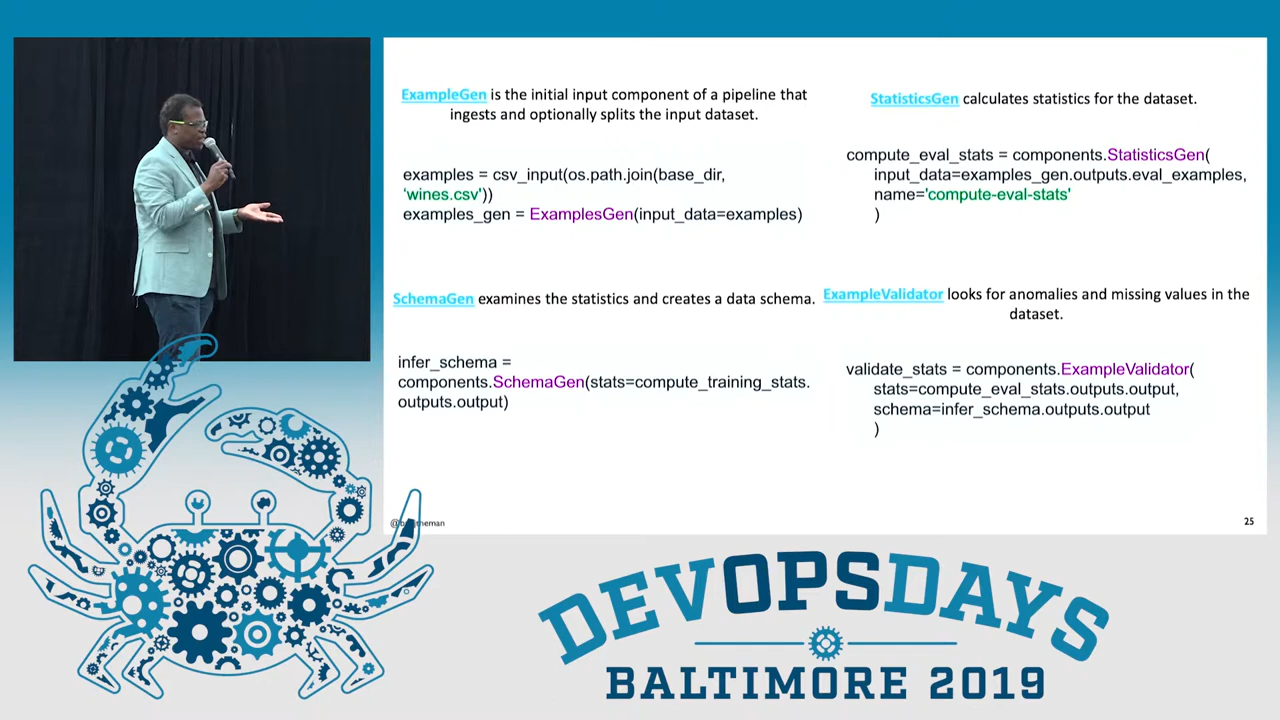 ExampleGen is the initial input component of a pipeline that
ingests and optionally splits the input dataset.
examples = csv_input(os.path.join(base_dir,
'wines.csv'))
examples_gen = ExamplesGen(input_data=examples)
StatisticsGen calculates statistics for the dataset.
compute_eval_stats = components.StatisticsGen(
input_data=examples_gen.outputs.eval_examples,
name='compute-eval-stats'
)
SchemaGen examines the statistics and creates a data schema.
infer_schema =
components.SchemaGen(stats=compute_training_stats.
outputs.output)
ExampleValidator looks for anomalies and missing values in the
dataset.
validate_stats = components.ExampleValidator(
stats=compute_eval_stats.outputs.output,
schema=infer_schema.outputs.output
)
25
DEVOPSDAYS
BALTIMORE 2019